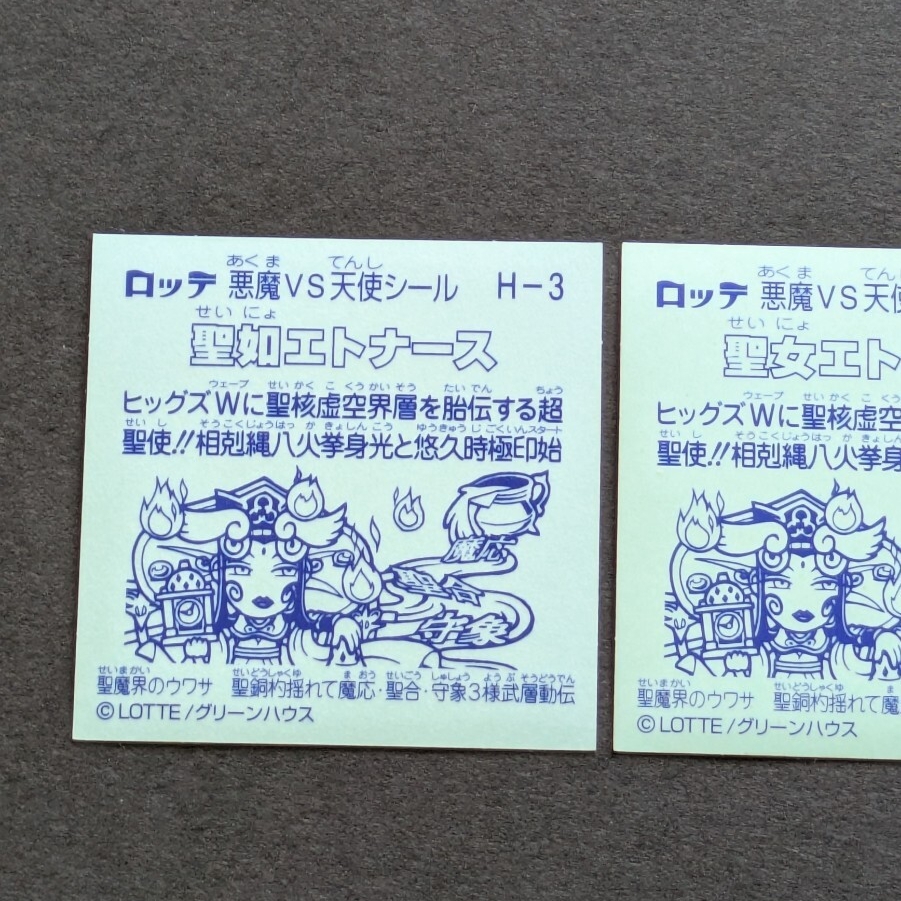 ロッテ 悪魔VS天使シール H-3
あくま てんし
聖如エトナース
せいにょ
ヒッグズWに聖核虚空界層を胎伝する超
ウェーブ せいかくこくうかいそう たいでん ちょう
聖使!!相剋縄八火拳身光と悠久時極印始
せいし そうこくじょうはっかきょしんこう ゆうきゅうじごくいんスタート
魔応
聖合
守象
聖魔界のウワサ 聖銅杓揺れて魔応・聖合・守象3様武層動伝
せいまかい せいどうしゃくゆ まおう せいごう しゅしょう ようぶそうどうでん
©LOTTE/グリーンハウス
ロッテ 悪魔VS天使
あくま てんし
聖女エト
せいにょ
ヒッグズWに聖核虚空
ウェーブ せいかくこくう
聖使!!相剋縄八火拳身
せいし そうこくじょうはっかきょしん
聖魔界のウワサ 聖銅杓揺れて魔
せいまかい せいどうしゃくゆ ま
©LOTTE/グリーンハウス